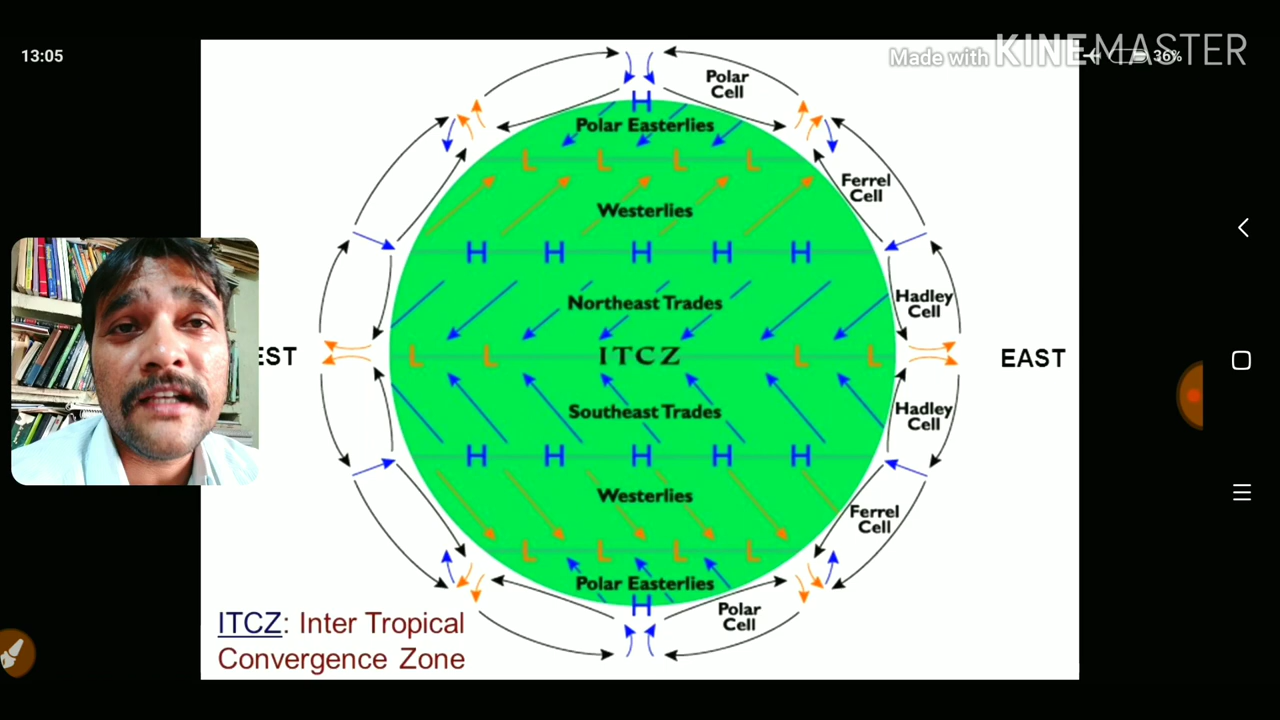 13:05
Made with KINEMASTER
36%
Polar
Cell
H
Polar Easterlies
L L L L
Ferrel
Cell
Westerlies
H H H H H
Northeast Trades
Hadley
Cell
EST
L L ITCZ L L
EAST
Southeast Trades
Hadley
Cell
H H H H H
Westerlies
Ferrel
Cell
L L L L
Polar Easterlies
H
Polar
Cell
ITCZ: Inter Tropical
Convergence Zone